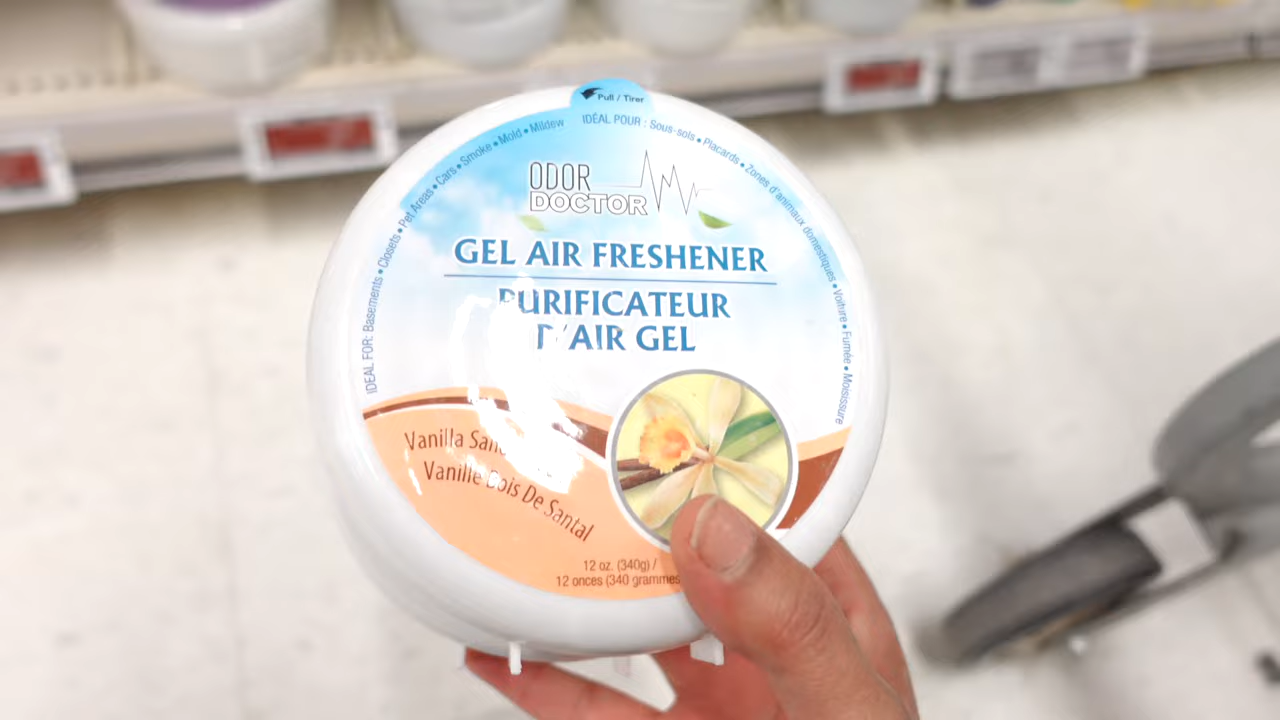 Pull / Tirer
IDEAL FOR: Basements • Closets • Pet Areas • Cars • Smoke • Mold • Mildew
IDÉAL POUR : Sous-sols • Placards • Zones d'animaux domestiques • Voiture • Fumée • Moisissure
ODOR
DOCTOR
GEL AIR FRESHENER
PURIFICATEUR
D'AIR GEL
Vanilla
Vanille Bois De Santal
12 oz. (340g) /
12 onces (340 grammes